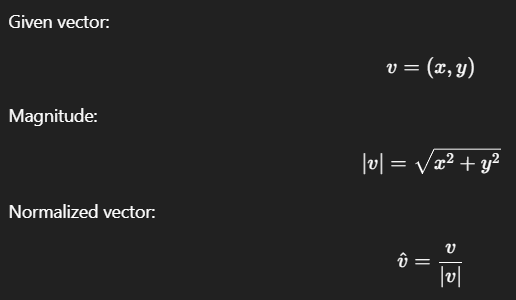 Given vector:
v = (x, y)
Magnitude:
|v| = √(x² + y²)
Normalized vector:
v̂ = v / |v|